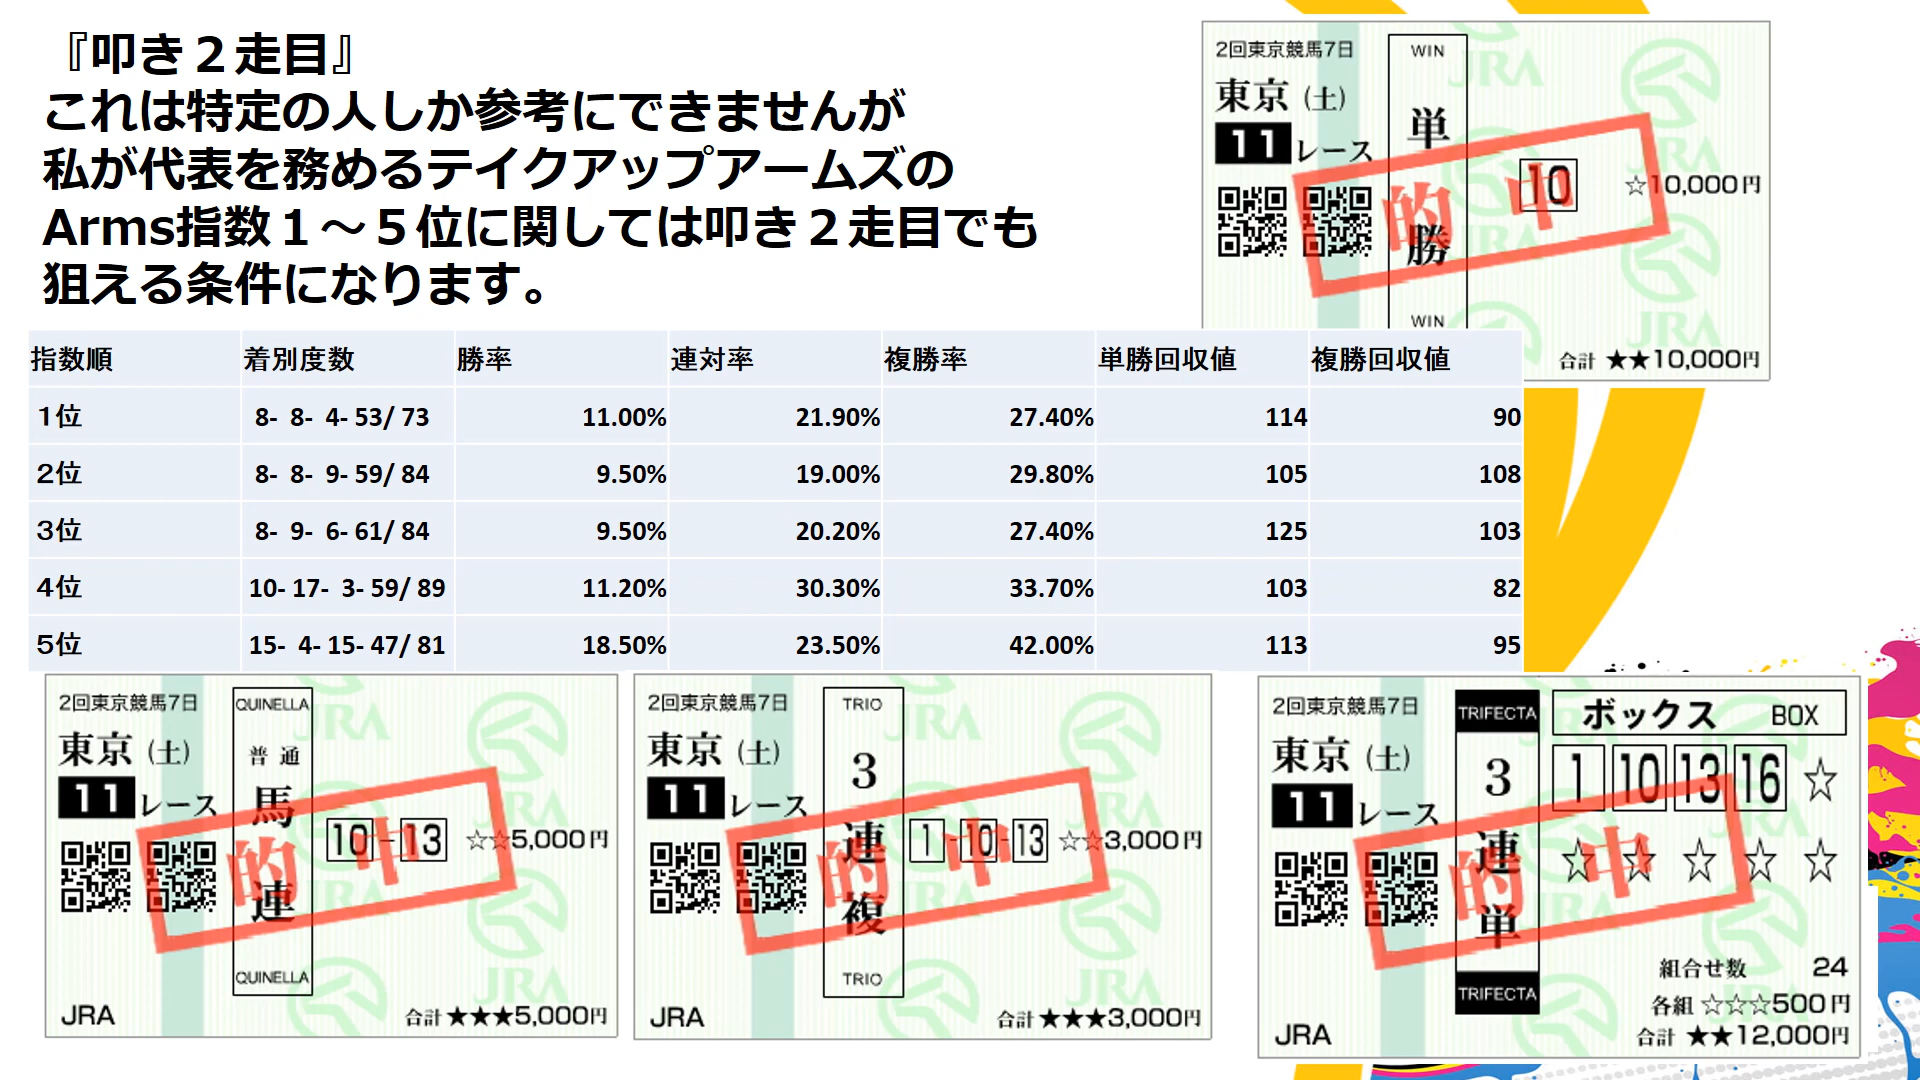 『叩き２走目』
これは特定の人しか参考にできませんが
私が代表を務めるテイクアップアームズの
Arms指数１～５位に関しては叩き２走目でも
狙える条件になります。
2回東京競馬7日
東京 (土)
11 レース
WIN
単勝
WIN
10
☆10,000円
的中
合計 ★★10,000円
JRA
指数順 着別度数 勝率 連対率 複勝率 単勝回収値 複勝回収値
1位 8- 8- 4- 53/ 73 11.00% 21.90% 27.40% 114 90
2位 8- 8- 9- 59/ 84 9.50% 19.00% 29.80% 105 108
3位 8- 9- 6- 61/ 84 9.50% 20.20% 27.40% 125 103
4位 10- 17- 3- 59/ 89 11.20% 30.30% 33.70% 103 82
5位 15- 4- 15- 47/ 81 18.50% 23.50% 42.00% 113 95
2回東京競馬7日
東京 (土)
11 レース
QUINELLA
普通
馬連
QUINELLA
10-13 ☆☆5,000円
的中
JRA
合計 ★★★5,000円
2回東京競馬7日
東京 (土)
11 レース
TRIO
3連複
TRIO
1-10-13 ☆☆3,000円
的中
JRA
合計 ★★★3,000円
2回東京競馬7日
東京 (土)
11 レース
TRIFECTA
3連単
TRIFECTA
ボックス BOX
1 10 13 16 ☆
☆☆☆☆☆
的中
組合せ数 24
各組 ☆☆☆500円
JRA
合計 ★★12,000円